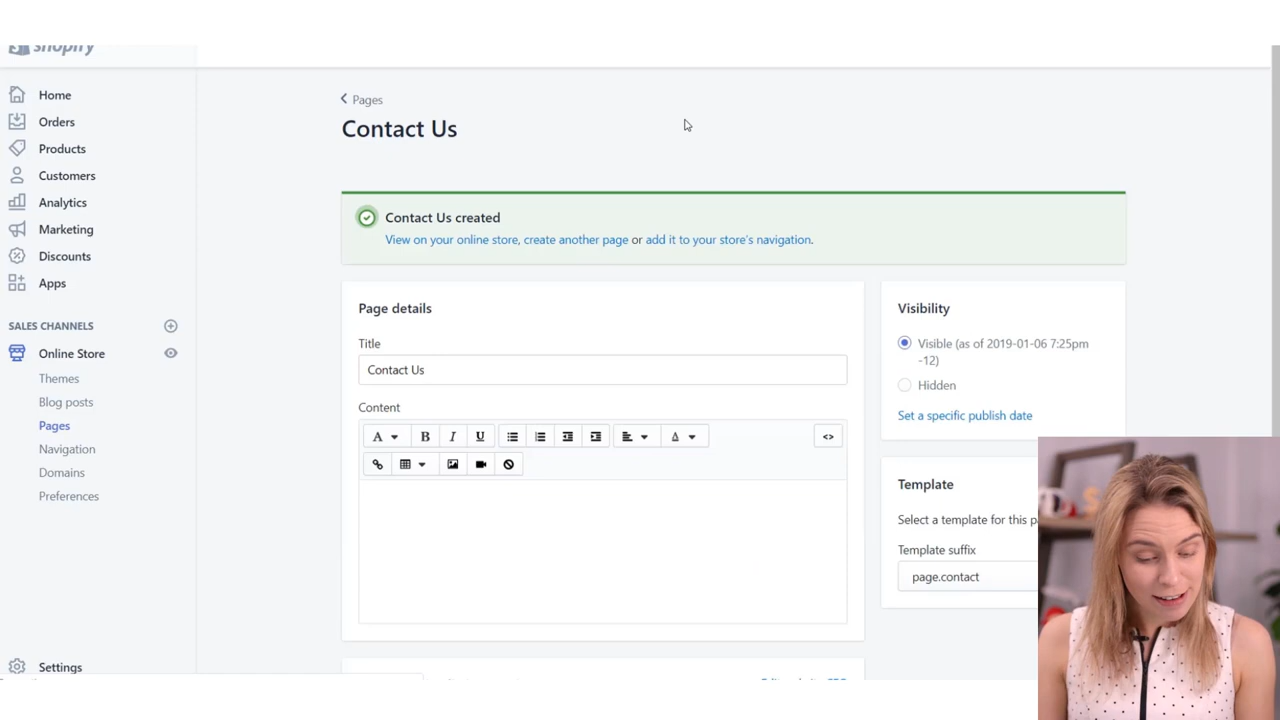 shopify
Home
Orders
Products
Customers
Analytics
Marketing
Discounts
Apps
SALES CHANNELS
Online Store
Themes
Blog posts
Pages
Navigation
Domains
Preferences
Settings
Pages
Contact Us
Contact Us created
View on your online store, create another page or add it to your store's navigation.
Page details
Title
Contact Us
Content
A
B
I
U
A
<>
Visibility
Visible (as of 2019-01-06 7:25pm
-12)
Hidden
Set a specific publish date
Template
Select a template for this p
Template suffix
page.contact